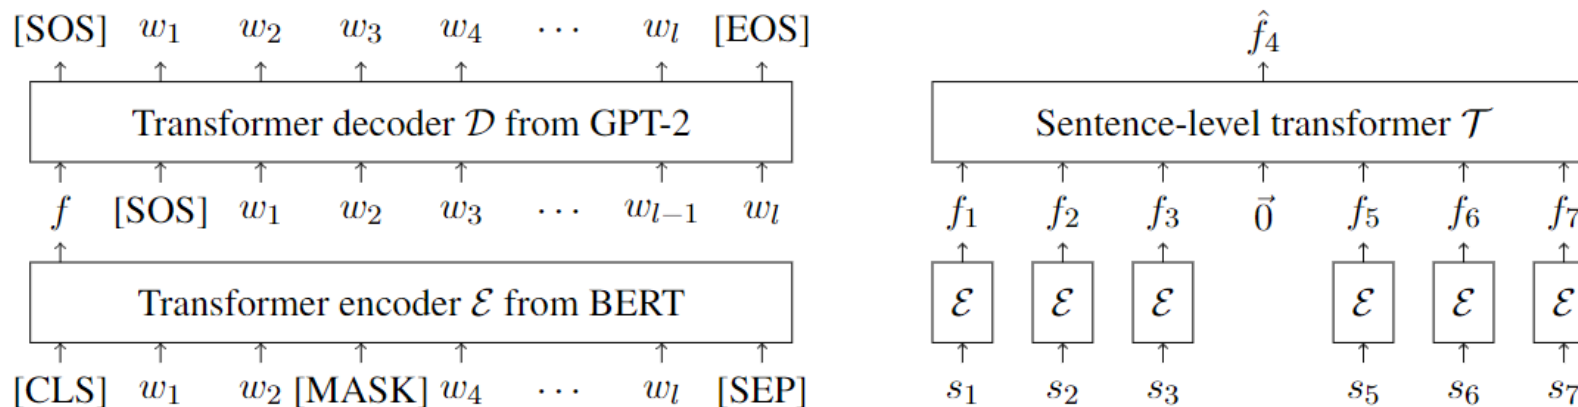 [SOS] w₁ w₂ w₃ w₄ ⋯ wₗ [EOS]
Transformer decoder 𝒟 from GPT-2
f [SOS] w₁ w₂ w₃ ⋯ wₗ₋₁ wₗ
Transformer encoder ℰ from BERT
[CLS] w₁ w₂ [MASK] w₄ ⋯ wₗ [SEP]
f̂₄
Sentence-level transformer 𝒯
f₁ f₂ f₃ 0⃗ f₅ f₆ f₇
ℰ ℰ ℰ ℰ ℰ ℰ
s₁ s₂ s₃ s₅ s₆ s₇